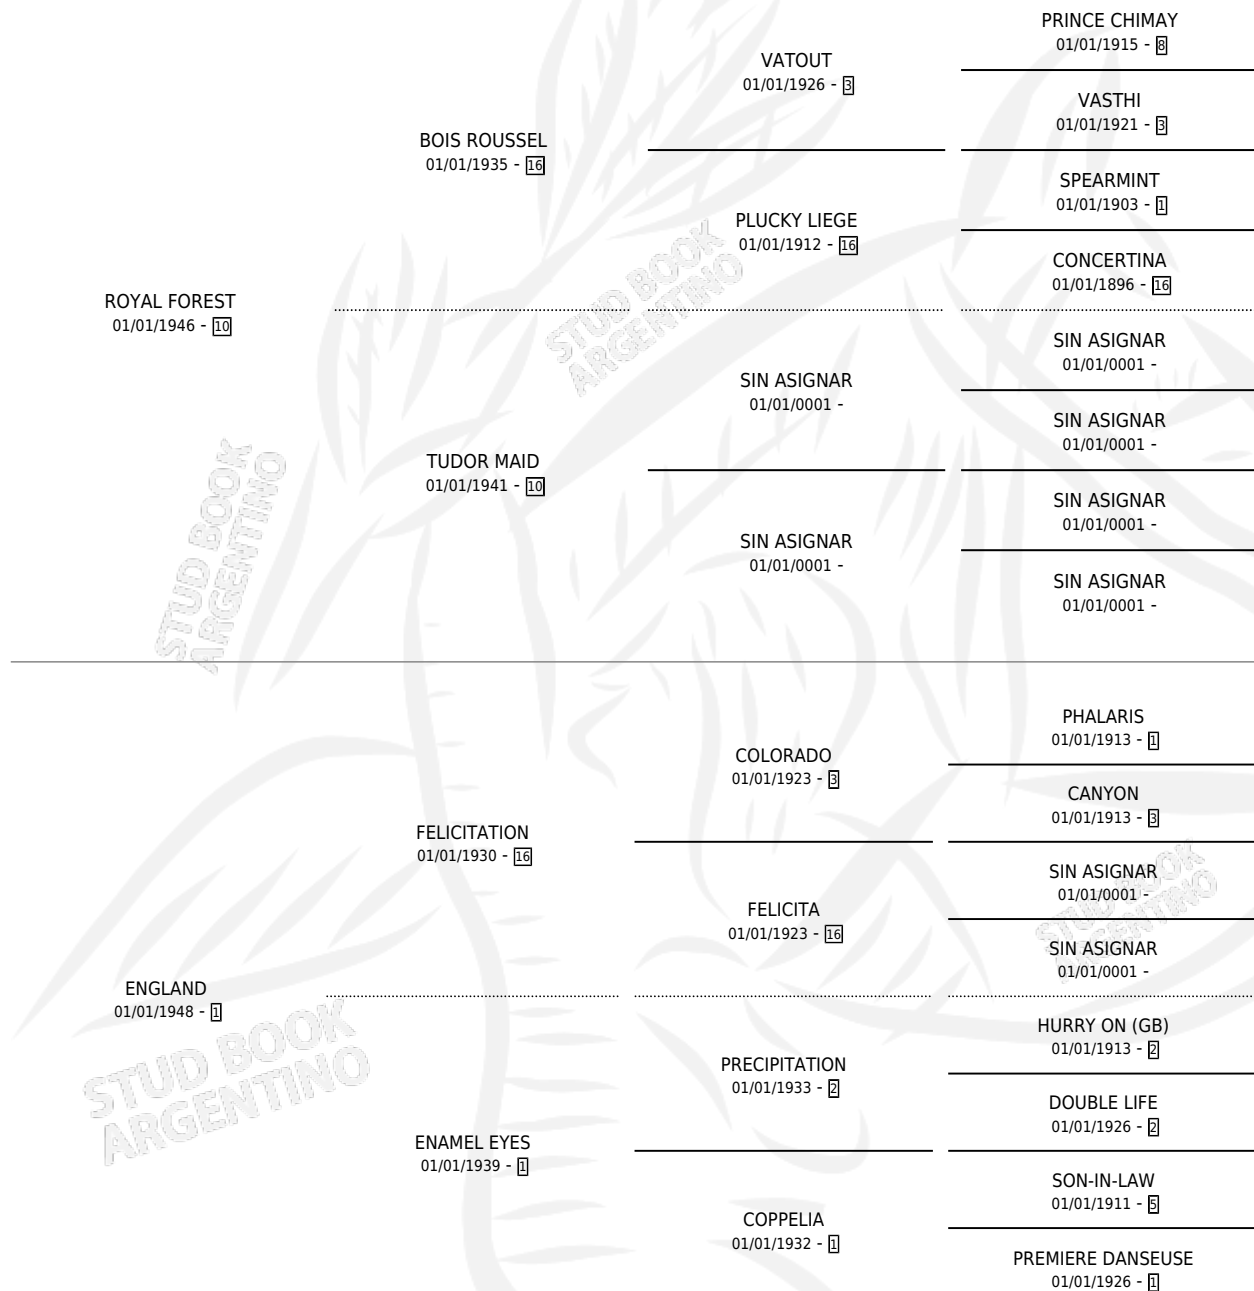 PRINCE CHIMAY
01/01/1915 - 8
VATOUT
01/01/1926 - 3
VASTHI
01/01/1921 - 3
BOIS ROUSSEL
01/01/1935 - 16
SPEARMINT
01/01/1903 - 1
PLUCKY LIEGE
01/01/1912 - 16
CONCERTINA
01/01/1896 - 16
ROYAL FOREST
01/01/1946 - 10
SIN ASIGNAR
01/01/0001 -
SIN ASIGNAR
01/01/0001 -
SIN ASIGNAR
01/01/0001 -
TUDOR MAID
01/01/1941 - 10
SIN ASIGNAR
01/01/0001 -
SIN ASIGNAR
01/01/0001 -
SIN ASIGNAR
01/01/0001 -
STUD BOOK
ARGENTINO
STUD BOOK
ARGENTINO
PHALARIS
01/01/1913 - 1
COLORADO
01/01/1923 - 3
CANYON
01/01/1913 - 3
FELICITATION
01/01/1930 - 16
SIN ASIGNAR
01/01/0001 -
FELICITA
01/01/1923 - 16
SIN ASIGNAR
01/01/0001 -
STUD BOOK
ARGENTINO
ENGLAND
01/01/1948 - 1
HURRY ON (GB)
01/01/1913 - 2
PRECIPITATION
01/01/1933 - 2
DOUBLE LIFE
01/01/1926 - 2
STUD BOOK
ARGENTINO
ENAMEL EYES
01/01/1939 - 1
SON-IN-LAW
01/01/1911 - 5
COPPELIA
01/01/1932 - 1
PREMIERE DANSEUSE
01/01/1926 - 1